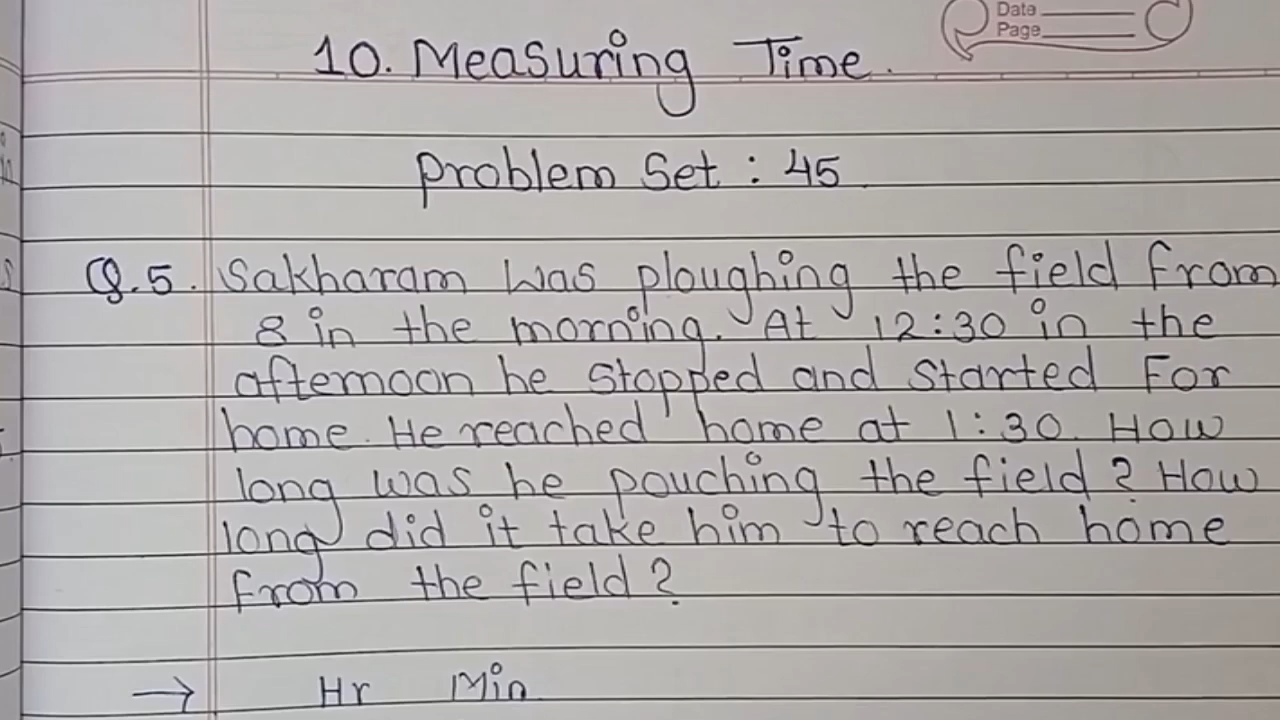 Date
Page
10. Measuring Time.
Problem Set : 45
Q.5. Sakharam was ploughing the field from
8 in the morning. At 12:30 in the
afternoon he stopped and started For
home. He reached home at 1:30. How
long was he pouching the field? How
long did it take him to reach home
from the field?
→ Hr Min